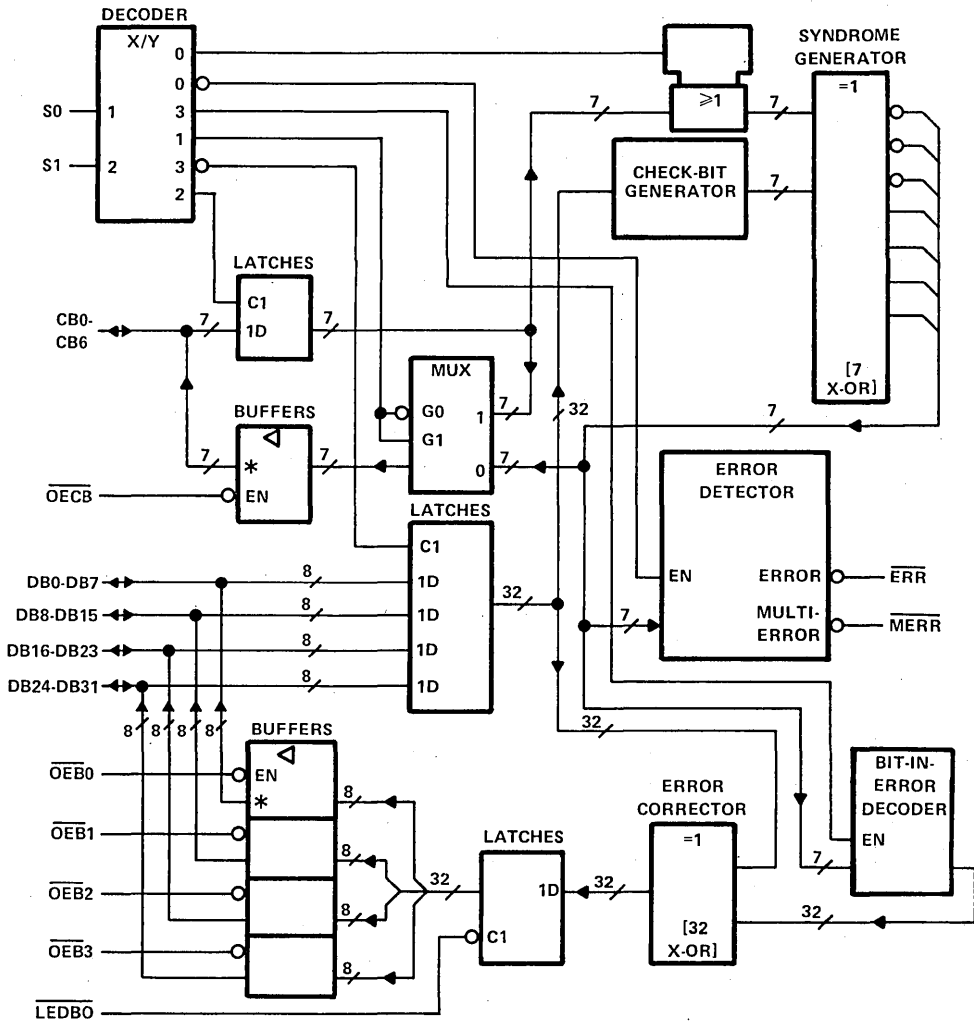 DECODER
X/Y
0
0
3
1
3
2
S0
1
S1
2
SYNDROME
GENERATOR
=1
≥1
7
7
CHECK-BIT
GENERATOR
7
[7
X-OR]
LATCHES
C1
1D
CB0-
CB6
7
7
MUX
G0
G1
1
0
7
7
32
7
BUFFERS
*
EN
7
7
OECB
ERROR
DETECTOR
EN
ERROR
MULTI-
ERROR
ERR
MERR
7
LATCHES
C1
1D
1D
1D
1D
32
DB0-DB7
8
DB8-DB15
8
DB16-DB23
8
DB24-DB31
8
8 8 8 8
BUFFERS
EN
*
OEB0
OEB1
OEB2
OEB3
LEDBO
8
8
8
8
32
LATCHES
1D
C1
32
32
ERROR
CORRECTOR
=1
[32
X-OR]
BIT-IN-
ERROR
DECODER
EN
7
32